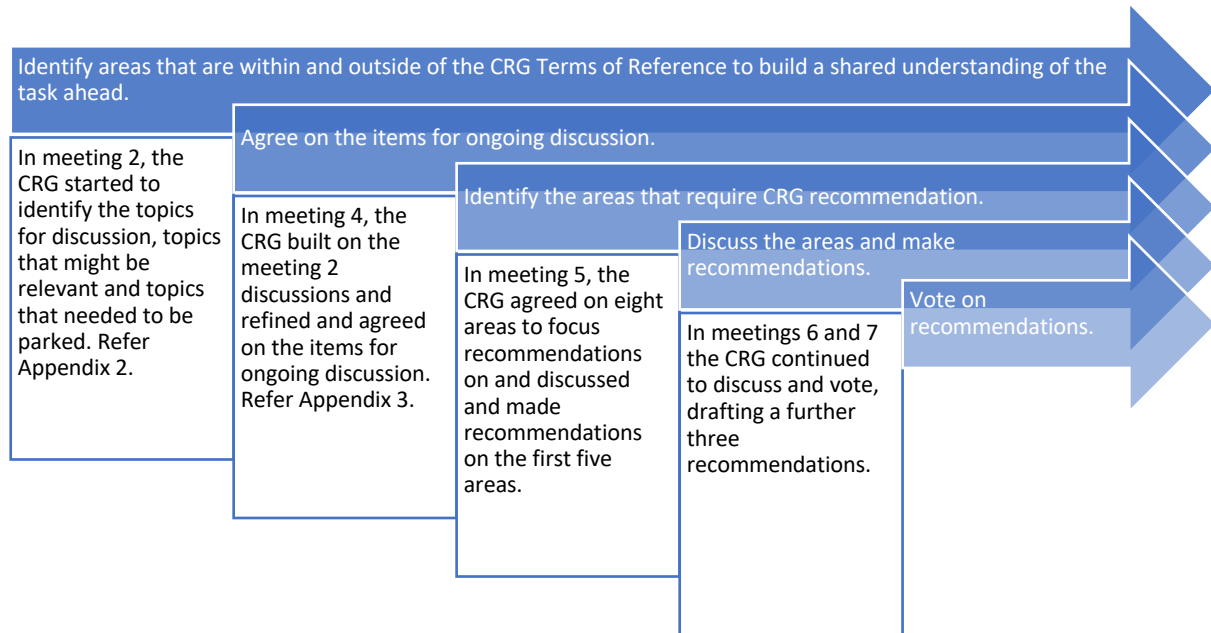 Identify areas that are within and outside of the CRG Terms of Reference to build a shared understanding of the
task ahead.
In meeting 2, the
CRG started to
identify the topics
for discussion, topics
that might be
relevant and topics
that needed to be
parked. Refer
Appendix 2.
Agree on the items for ongoing discussion.
In meeting 4, the
CRG built on the
meeting 2
discussions and
refined and agreed
on the items for
ongoing discussion.
Refer Appendix 3.
Identify the areas that require CRG recommendation.
In meeting 5, the
CRG agreed on eight
areas to focus
recommendations
on and discussed
and made
recommendations
on the first five
areas.
Discuss the areas and make
recommendations.
In meetings 6 and 7
the CRG continued
to discuss and vote,
drafting a further
three
recommendations.
Vote on
recommendations.